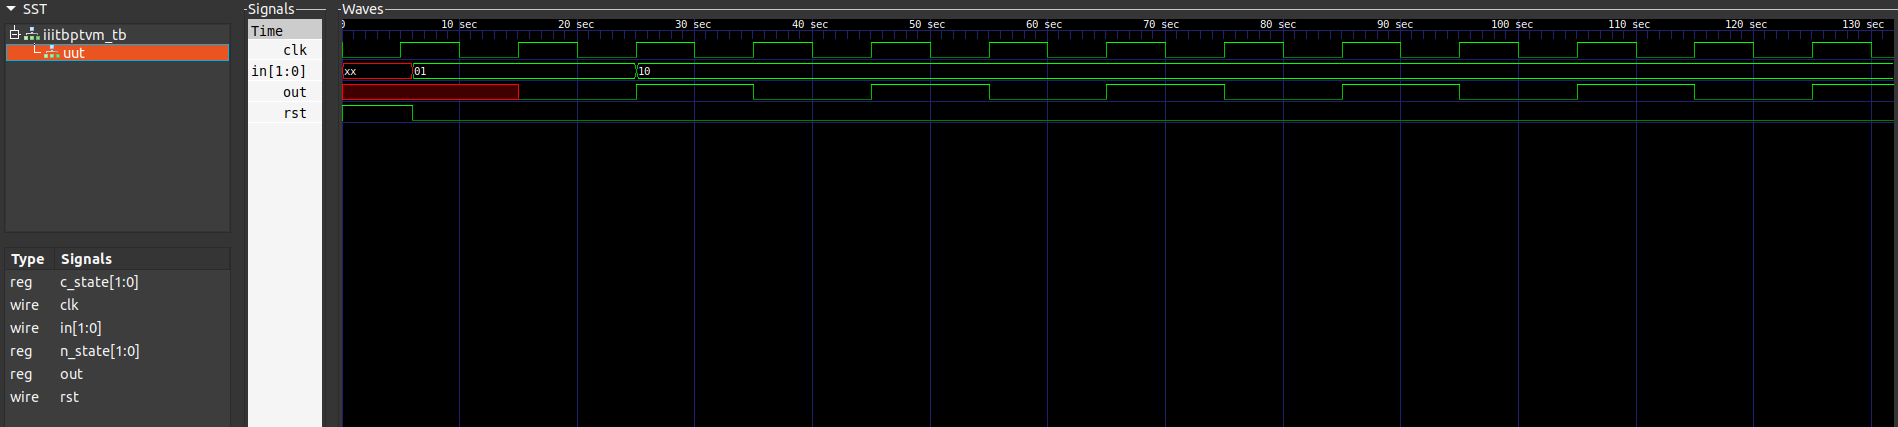 SST
iiitbptvm_tb
uut
Type Signals
reg c_state[1:0]
wire clk
wire in[1:0]
reg n_state[1:0]
reg out
wire rst
Signals
Time
clk
in[1:0]
out
rst
Waves
0 10 sec 20 sec 30 sec 40 sec 50 sec 60 sec 70 sec 80 sec 90 sec 100 sec 110 sec 120 sec 130 sec
xx 01 10